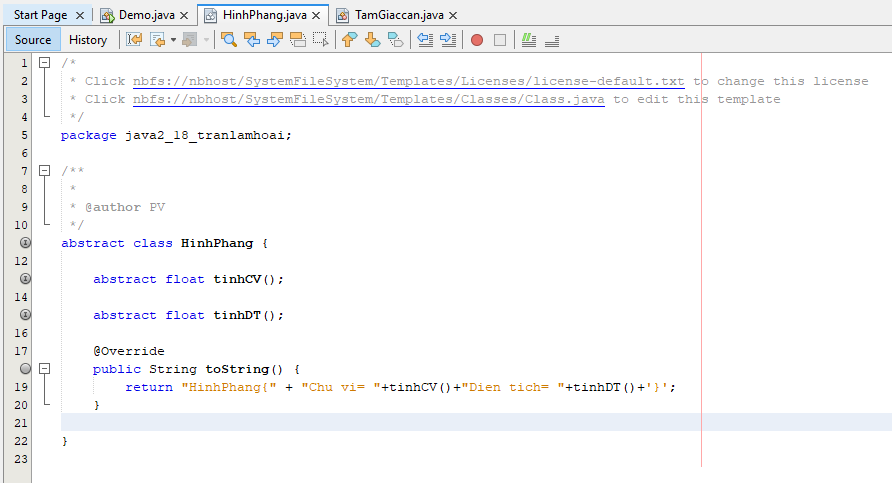 Start Page Demo.java HinhPhang.java TamGiaccan.java
Source History
1 /*
2 * Click nbfs://nbhost/SystemFileSystem/Templates/Licenses/license-default.txt to change this license
3 * Click nbfs://nbhost/SystemFileSystem/Templates/Classes/Class.java to edit this template
4 */
5 package java2_18_tranlamhoai;
6
7 /**
8 *
9 * @author PV
10 */
abstract class HinhPhang {
12
abstract float tinhCV();
14
abstract float tinhDT();
16
17 @Override
public String toString() {
19 return "HinhPhang{" + "Chu vi= "+tinhCV()+"Dien tich= "+tinhDT()+'}';
20 }
21
22 }
23